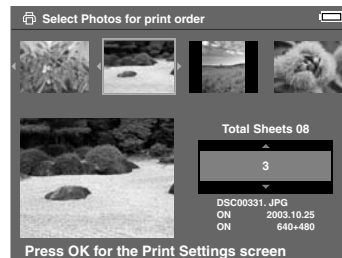 Select Photos for print order
Total Sheets 08
3
DSC00331. JPG
ON 2003.10.25
ON 640+480
Press OK for the Print Settings screen